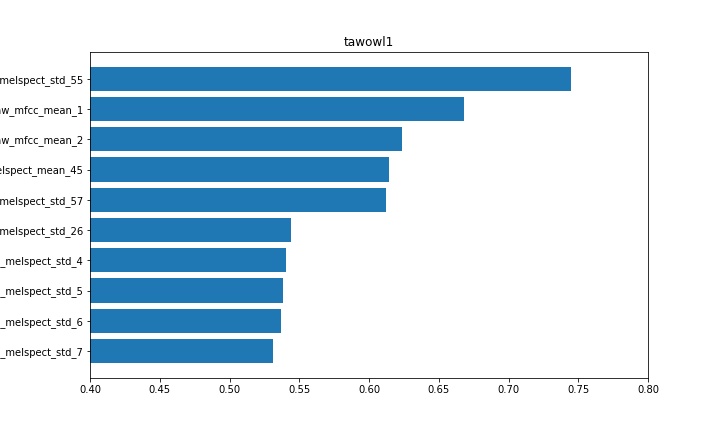 tawowl1
melspect_std_55
w_mfcc_mean_1
w_mfcc_mean_2
elspect_mean_45
melspect_std_57
melspect_std_26
_melspect_std_4
_melspect_std_5
_melspect_std_6
_melspect_std_7
0.40 0.45 0.50 0.55 0.60 0.65 0.70 0.75 0.80